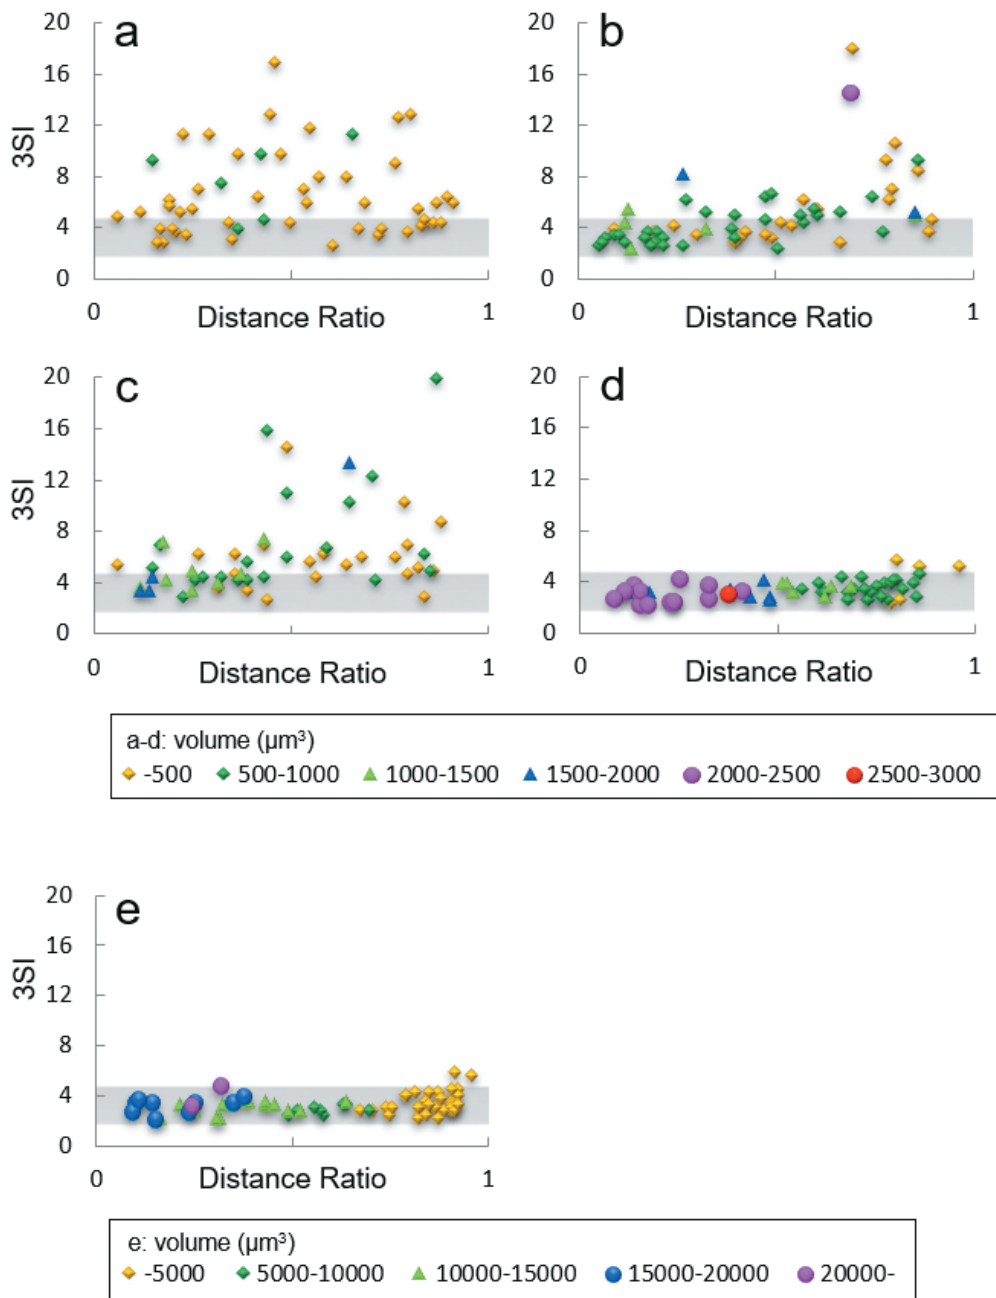 a
20
16
12
8
4
0
3SI
0
1
Distance Ratio
b
20
16
12
8
4
0
0
1
Distance Ratio
c
20
16
12
8
4
0
3SI
0
1
Distance Ratio
d
20
16
12
8
4
0
0
1
Distance Ratio
a-d: volume (µm³)
-500 500-1000 1000-1500 1500-2000 2000-2500 2500-3000
e
20
16
12
8
4
0
3SI
0
1
Distance Ratio
e: volume (µm³)
-5000 5000-10000 10000-15000 15000-20000 20000-